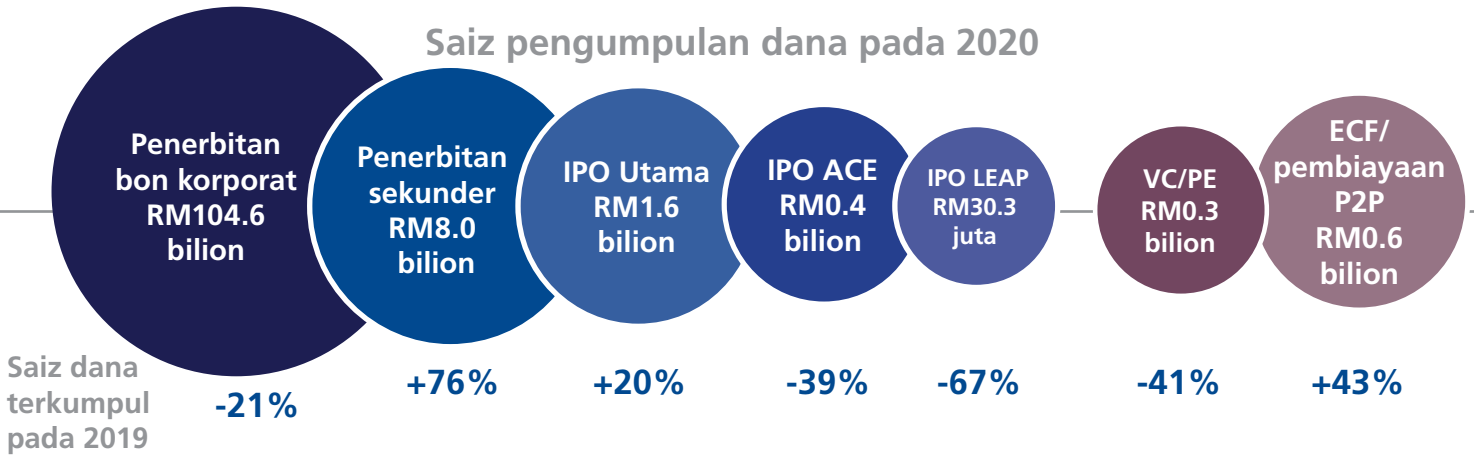 Saiz pengumpulan dana pada 2020
Penerbitan
bon korporat
RM104.6
bilion
Penerbitan
sekunder
RM8.0
bilion
IPO Utama
RM1.6
bilion
IPO ACE
RM0.4
bilion
IPO LEAP
RM30.3
juta
VC/PE
RM0.3
bilion
ECF/
pembiayaan
P2P
RM0.6
bilion
Saiz dana
terkumpul
pada 2019
-21%
+76%
+20%
-39%
-67%
-41%
+43%